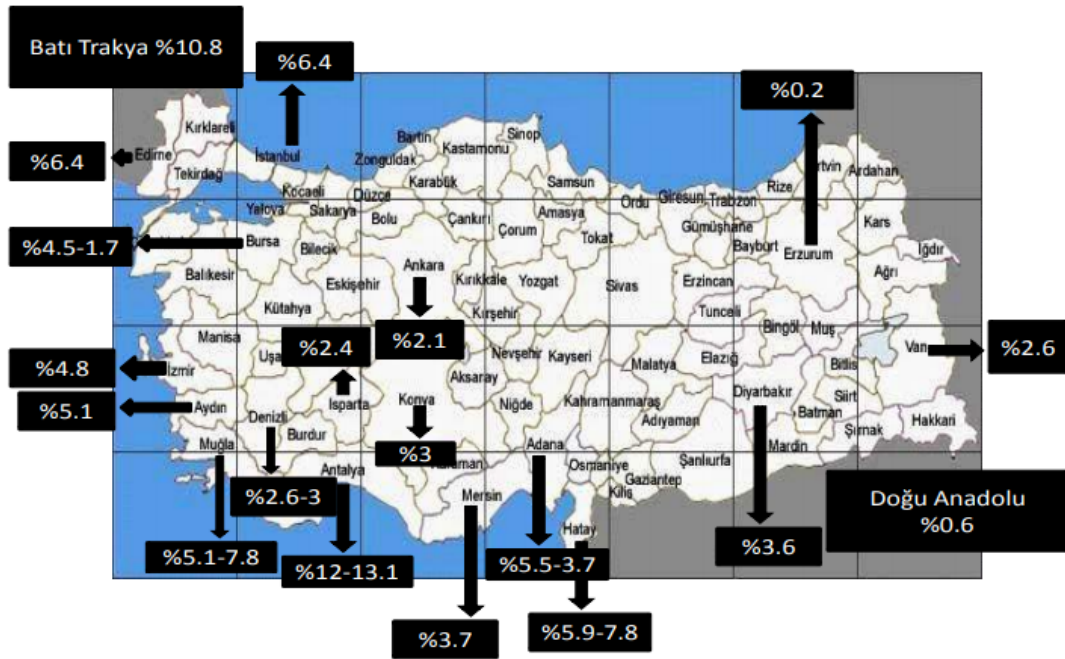 Batı Trakya %10.8
%6.4
%0.2
%6.4
%4.5-1.7
%4.8
%5.1
%2.4
%2.1
%3
%2.6
%2.6-3
%5.1-7.8
%12-13.1
%5.5-3.7
%3.7
%5.9-7.8
%3.6
Doğu Anadolu
%0.6
Kırklareli
Edirne
Tekirdağ
İstanbul
Kocaeli
Yalova
Sakarya
Düzce
Zonguldak
Bartın
Karabük
Kastamonu
Sinop
Samsun
Ordu
Giresun
Trabzon
Rize
Ardahan
Kars
Iğdır
Ağrı
Erzurum
Bayburt
Gümüşhane
Tokat
Amasya
Çorum
Çankırı
Bolu
Bilecik
Bursa
Balıkesir
Kütahya
Eskişehir
Ankara
Kırıkkale
Yozgat
Kırşehir
Sivas
Erzincan
Tunceli
Bingöl
Muş
Bitlis
Van
Elazığ
Malatya
Kayseri
Nevşehir
Aksaray
Niğde
Konya
Isparta
Manisa
İzmir
Aydın
Denizli
Burdur
Muğla
Antalya
Mersin
Adana
Kahramanmaraş
Adıyaman
Diyarbakır
Batman
Siirt
Şırnak
Hakkari
Mardin
Şanlıurfa
Gaziantep
Kilis
Osmaniye
Hatay